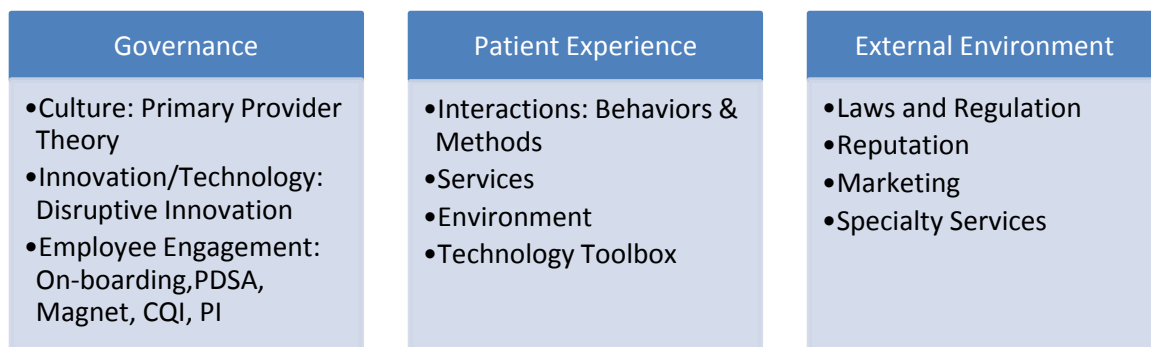 Governance
•Culture: Primary Provider
Theory
•Innovation/Technology:
Disruptive Innovation
•Employee Engagement:
On-boarding,PDSA,
Magnet, CQI, PI
Patient Experience
•Interactions: Behaviors &
Methods
•Services
•Environment
•Technology Toolbox
External Environment
•Laws and Regulation
•Reputation
•Marketing
•Specialty Services